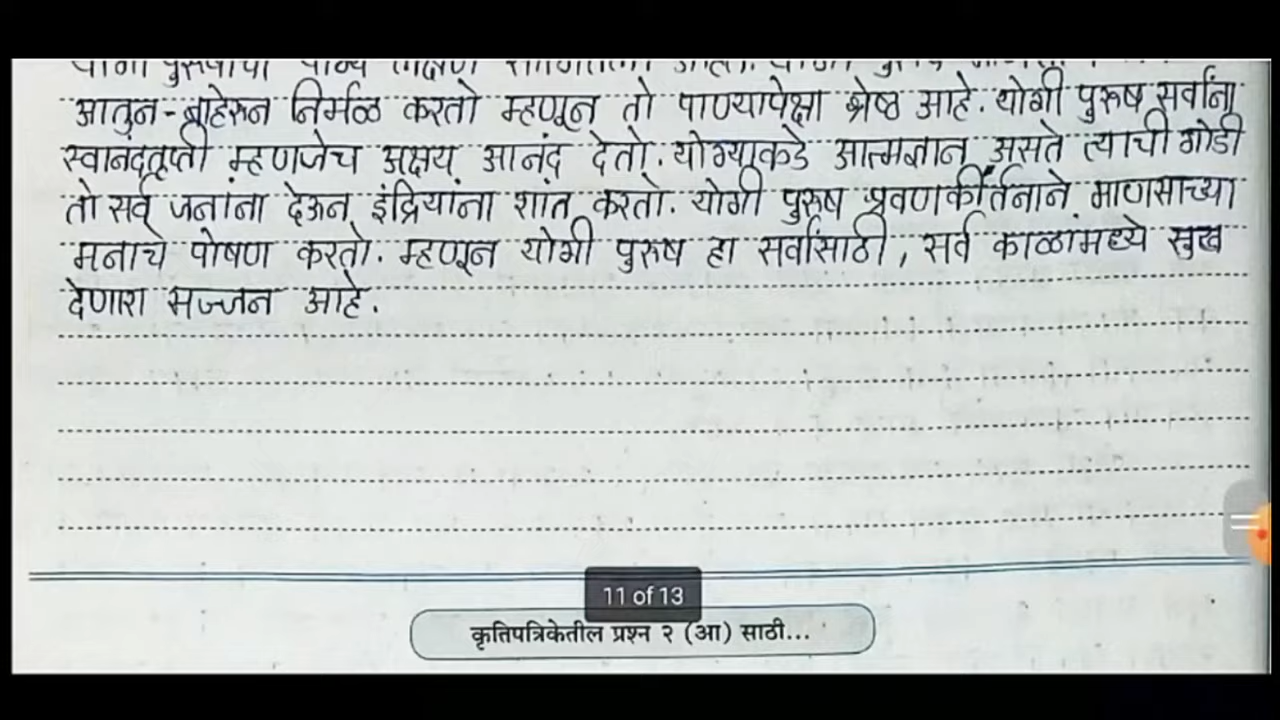 आतुन-बाहेरुन निर्मळ करतो म्हणून तो पाण्यापेक्षा श्रेष्ठ आहे. योगी पुरुष सर्वांना
स्वानंदतृप्ती म्हणजेच अक्षय आनंद देतो. योग्याकडे आत्मज्ञान असते त्याची गोडी
तो सर्व जनांना देऊन इंद्रियांना शांत करतो. योगी पुरुष श्रवणकीर्तनाने माणसाच्या
मनाचे पोषण करतो. म्हणून योगी पुरुष हा सर्वांसाठी, सर्व काळांमध्ये सुख
देणारा सज्जन आहे.
11 of 13
कृतिपत्रिकेतील प्रश्न २ (आ) साठी...